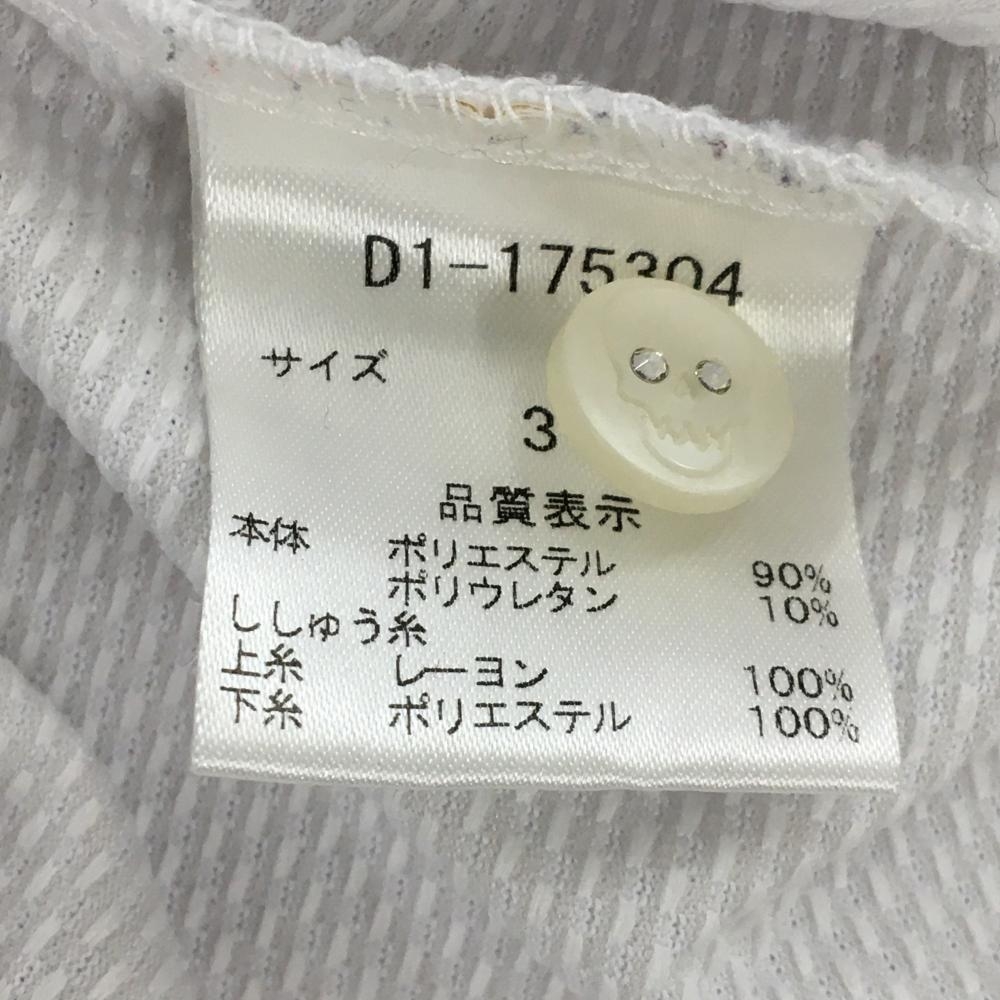 D1-175304
サイズ
3
品質表示
本体 ポリエステル 90%
ポリウレタン 10%
ししゅう糸
上糸 レーヨン 100%
下糸 ポリエステル 100%